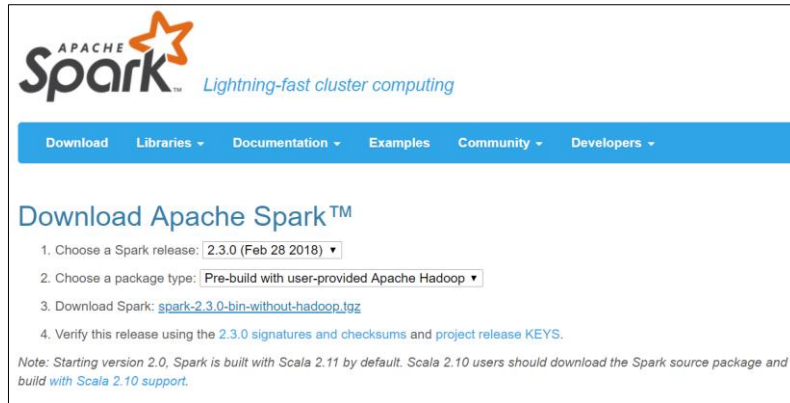 APACHE
Spark™
Lightning-fast cluster computing
Download Libraries Documentation Examples Community Developers
Download Apache Spark™
1. Choose a Spark release: 2.3.0 (Feb 28 2018)
2. Choose a package type: Pre-build with user-provided Apache Hadoop
3. Download Spark: spark-2.3.0-bin-without-hadoop.tgz
4. Verify this release using the 2.3.0 signatures and checksums and project release KEYS.
Note: Starting version 2.0, Spark is built with Scala 2.11 by default. Scala 2.10 users should download the Spark source package and
build with Scala 2.10 support.